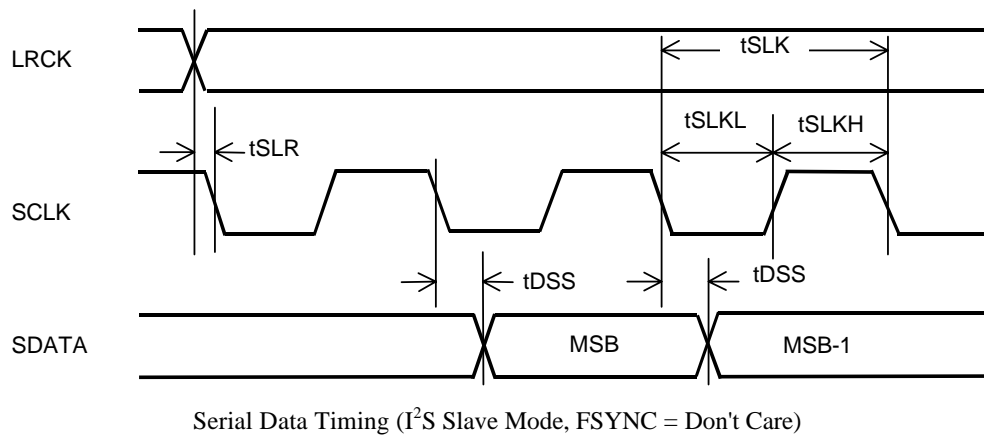 LRCK
tSLK
tSLKL
tSLKH
tSLR
SCLK
tDSS
tDSS
SDATA
MSB
MSB-1
Serial Data Timing (I²S Slave Mode, FSYNC = Don't Care)